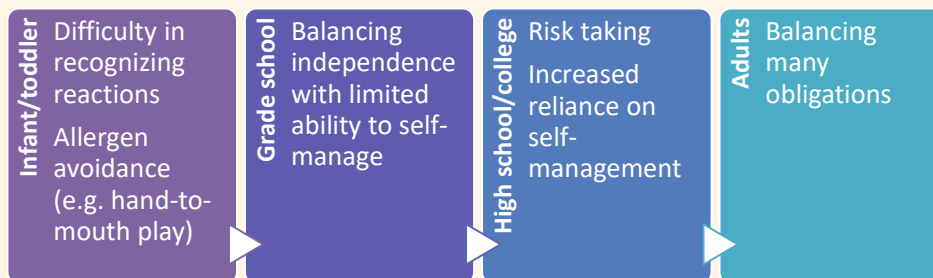 Infant/toddler
Difficulty in
recognizing
reactions
Allergen
avoidance
(e.g. hand-to-
mouth play)
Grade school
Balancing
independence
with limited
ability to self-
manage
High school/college
Risk taking
Increased
reliance on
self-
management
Adults
Balancing
many
obligations